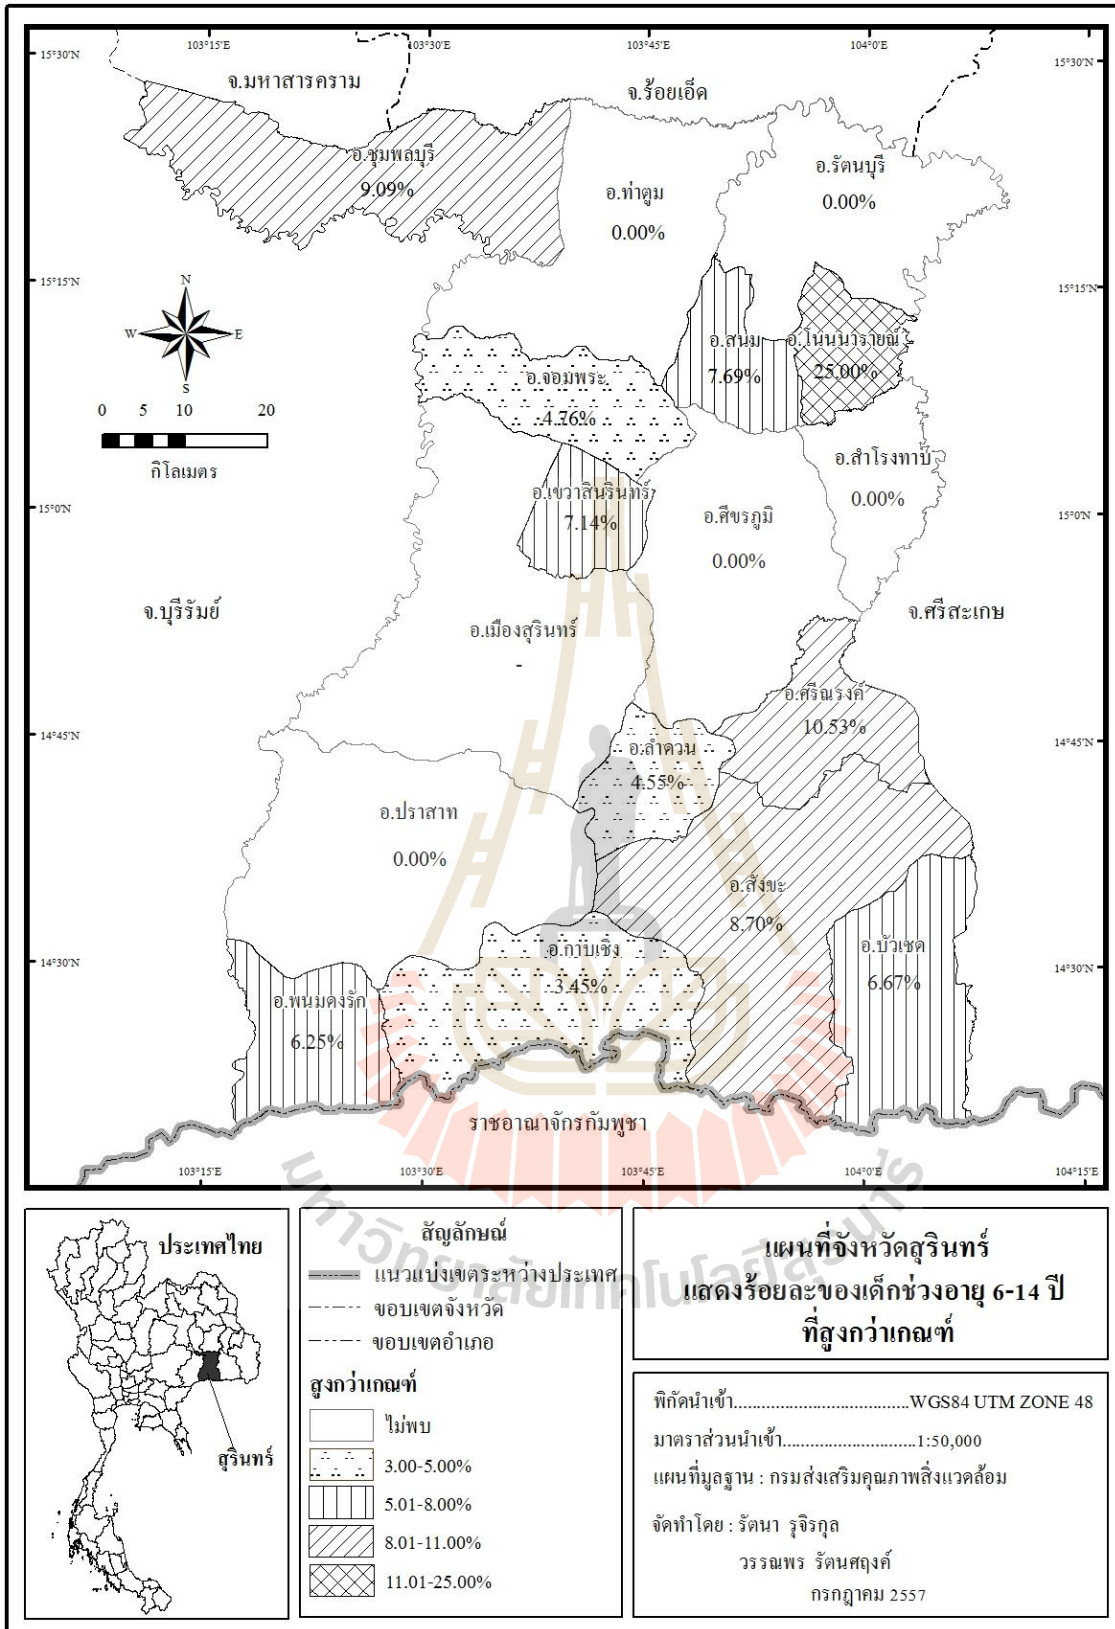 103°15'E 103°30'E 103°45'E 104°0'E
15°30'N 15°30'N
จ.มหาสารคราม
จ.ร้อยเอ็ด
อ.ชุมพลบุรี
9.09%
อ.ท่าตูม
0.00%
อ.รัตนบุรี
0.00%
15°15'N 15°15'N
N
W E
S
อ.สนม
7.69%
อ.โนนนารายณ์
25.00%
อ.จอมพระ
4.76%
0 5 10 20
กิโลเมตร
อ.สำโรงทาบ
0.00%
อ.เขวาสินรินทร์
7.14%
15°0'N 15°0'N
อ.ศีขรภูมิ
0.00%
จ.บุรีรัมย์
จ.ศรีสะเกษ
อ.เมืองสุรินทร์
-
อ.ศรีณรงค์
10.53%
14°45'N 14°45'N
อ.ลำดวน
4.55%
อ.ปราสาท
0.00%
อ.สังขะ
8.70%
อ.บัวเชด
6.67%
อ.กาบเชิง
3.45%
14°30'N 14°30'N
อ.พนมดงรัก
6.25%
ราชอาณาจักรกัมพูชา
103°15'E 103°30'E 103°45'E 104°0'E 104°15'E
มหาวิทยาลัยเทคโนโลยีสุรนารี
ประเทศไทย
สุรินทร์
สัญลักษณ์
แนวแบ่งเขตระหว่างประเทศ
ขอบเขตจังหวัด
ขอบเขตอำเภอ
สูงกว่าเกณฑ์
ไม่พบ
3.00-5.00%
5.01-8.00%
8.01-11.00%
11.01-25.00%
แผนที่จังหวัดสุรินทร์
แสดงร้อยละของเด็กช่วงอายุ 6-14 ปี
ที่สูงกว่าเกณฑ์
พิกัดนำเข้า......................................WGS84 UTM ZONE 48
มาตราส่วนนำเข้า.............................1:50,000
แผนที่มูลฐาน : กรมส่งเสริมคุณภาพสิ่งแวดล้อม
จัดทำโดย : รัตนา รุจิรกุล
วรรณพร รัตนศฤงค์
กรกฎาคม 2557